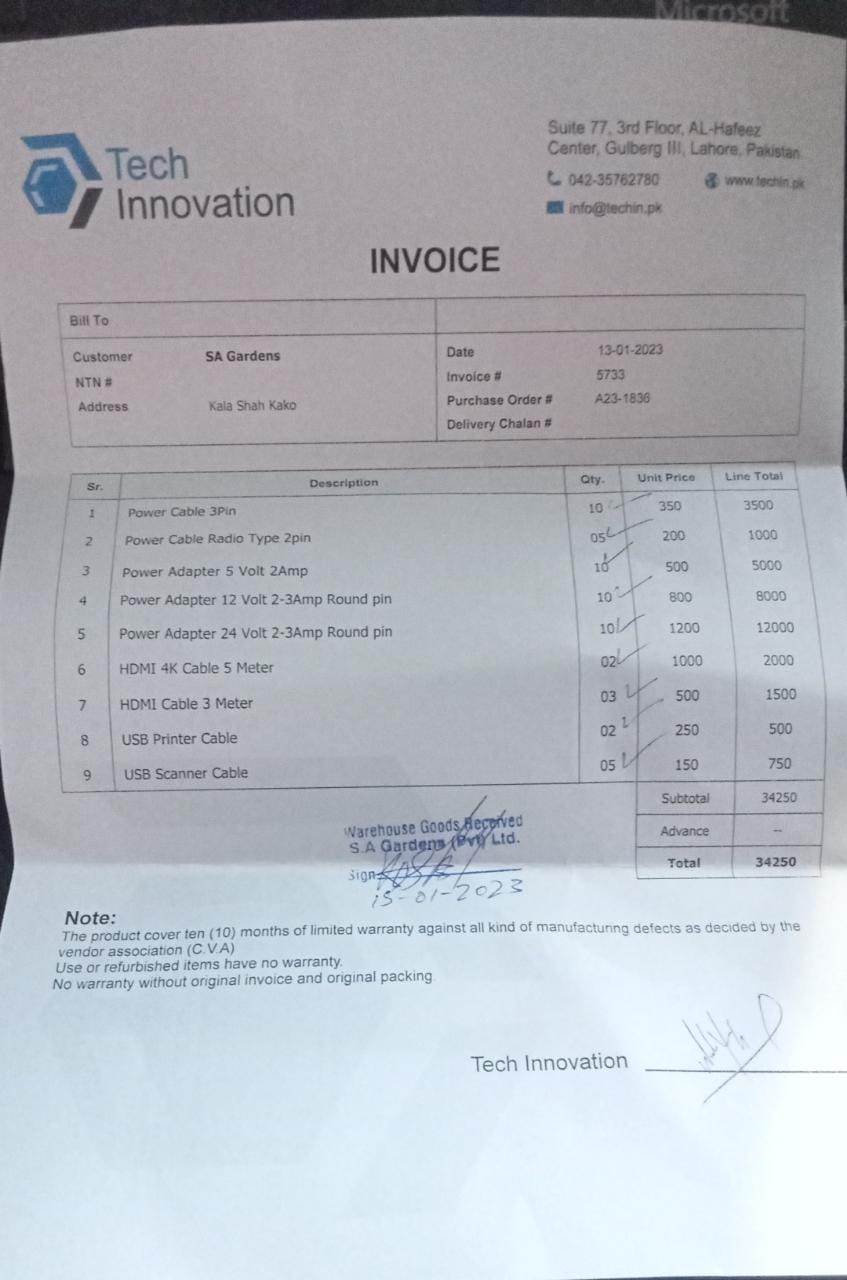 Microsoft
Tech
Innovation
Suite 77, 3rd Floor, AL-Hafeez
Center, Gulberg III, Lahore, Pakistan
042-35762780 www.techin.pk
info@techin.pk
INVOICE
Bill To
Customer SA Gardens
NTN #
Address Kala Shah Kako
Date 13-01-2023
Invoice # 5733
Purchase Order # A23-1836
Delivery Chalan #
Sr. Description Qty. Unit Price Line Total
1 Power Cable 3Pin 10 350 3500
2 Power Cable Radio Type 2pin 05 200 1000
3 Power Adapter 5 Volt 2Amp 10 500 5000
4 Power Adapter 12 Volt 2-3Amp Round pin 10 800 8000
5 Power Adapter 24 Volt 2-3Amp Round pin 10 1200 12000
6 HDMI 4K Cable 5 Meter 02 1000 2000
7 HDMI Cable 3 Meter 03 500 1500
8 USB Printer Cable 02 250 500
9 USB Scanner Cable 05 150 750
Subtotal 34250
Advance --
Total 34250
Warehouse Goods Received
S.A Gardens (Pvt) Ltd.
Sign
15-01-2023
Note:
The product cover ten (10) months of limited warranty against all kind of manufacturing defects as decided by the
vendor association (C.V.A)
Use or refurbished items have no warranty.
No warranty without original invoice and original packing.
Tech Innovation